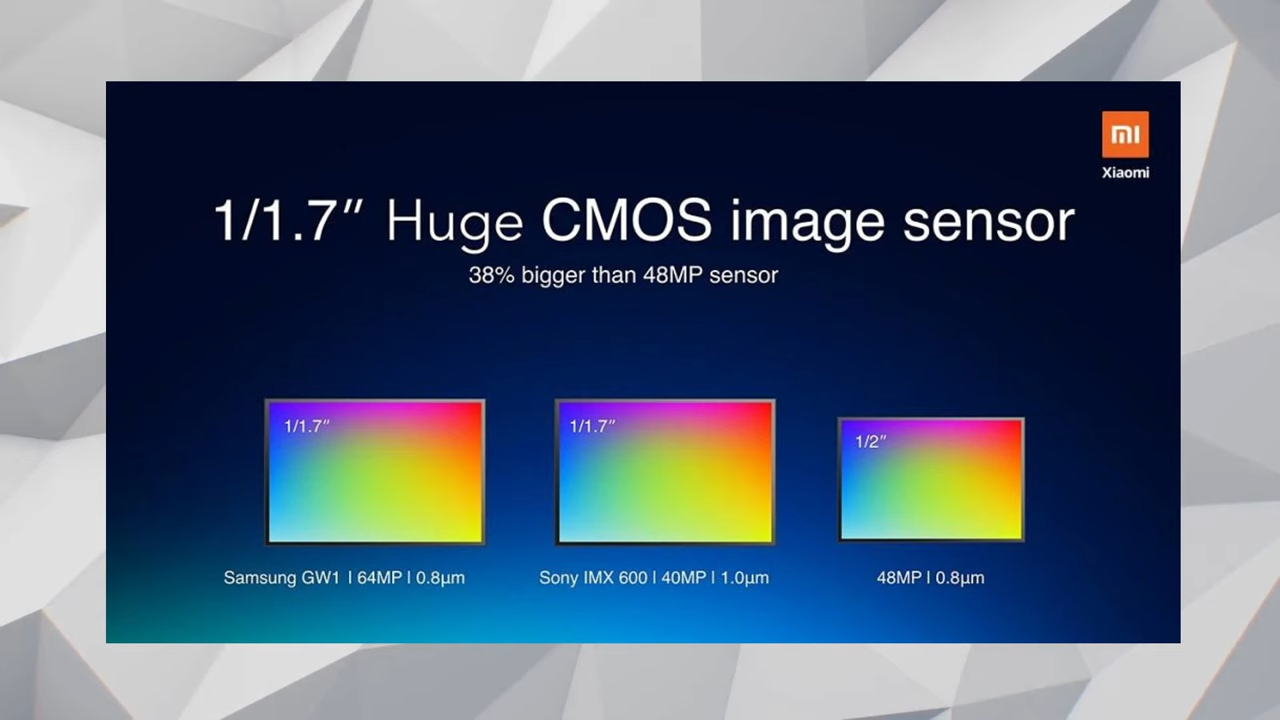 mi
Xiaomi
1/1.7" Huge CMOS image sensor
38% bigger than 48MP sensor
1/1.7"
1/1.7"
1/2"
Samsung GW1 | 64MP | 0.8μm
Sony IMX 600 | 40MP | 1.0μm
48MP | 0.8μm